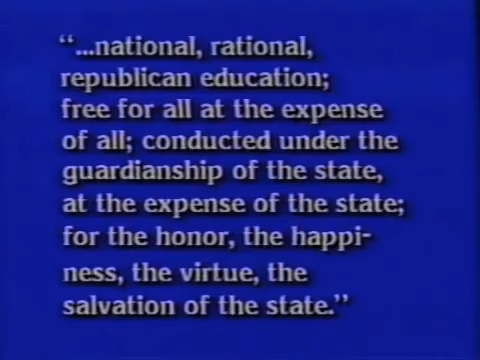 “...national, rational,
republican education;
free for all at the expense
of all; conducted under the
guardianship of the state,
at the expense of the state;
for the honor, the happi-
ness, the virtue, the
salvation of the state.”